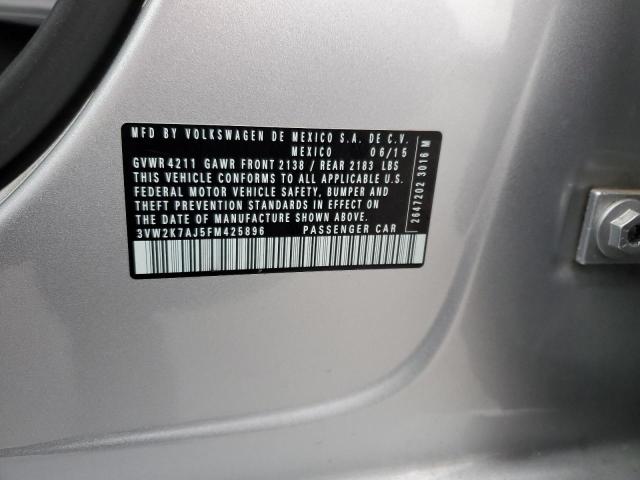 MFD BY VOLKSWAGEN DE MEXICO S.A. DE C.V.
MEXICO 06/15
GVWR 4211 GAWR FRONT 2138 / REAR 2183 LBS
THIS VEHICLE CONFORMS TO ALL APPLICABLE U.S.
FEDERAL MOTOR VEHICLE SAFETY, BUMPER AND
THEFT PREVENTION STANDARDS IN EFFECT ON
THE DATE OF MANUFACTURE SHOWN ABOVE.
3VW2K7AJ5FM425896 PASSENGER CAR
2647202 3016 M